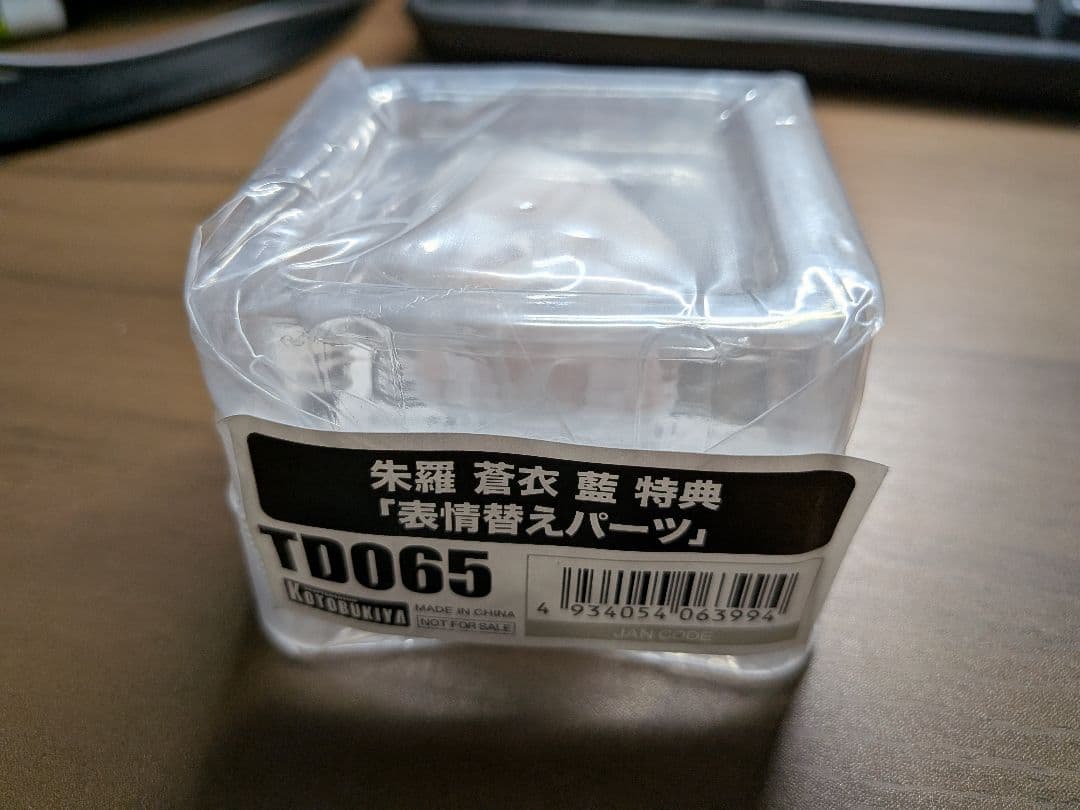 朱羅 蒼衣 藍 特典
「表情替えパーツ」
TD065
KOTOBUKIYA
MADE IN CHINA
NOT FOR SALE
4 934054 063994
JAN CODE